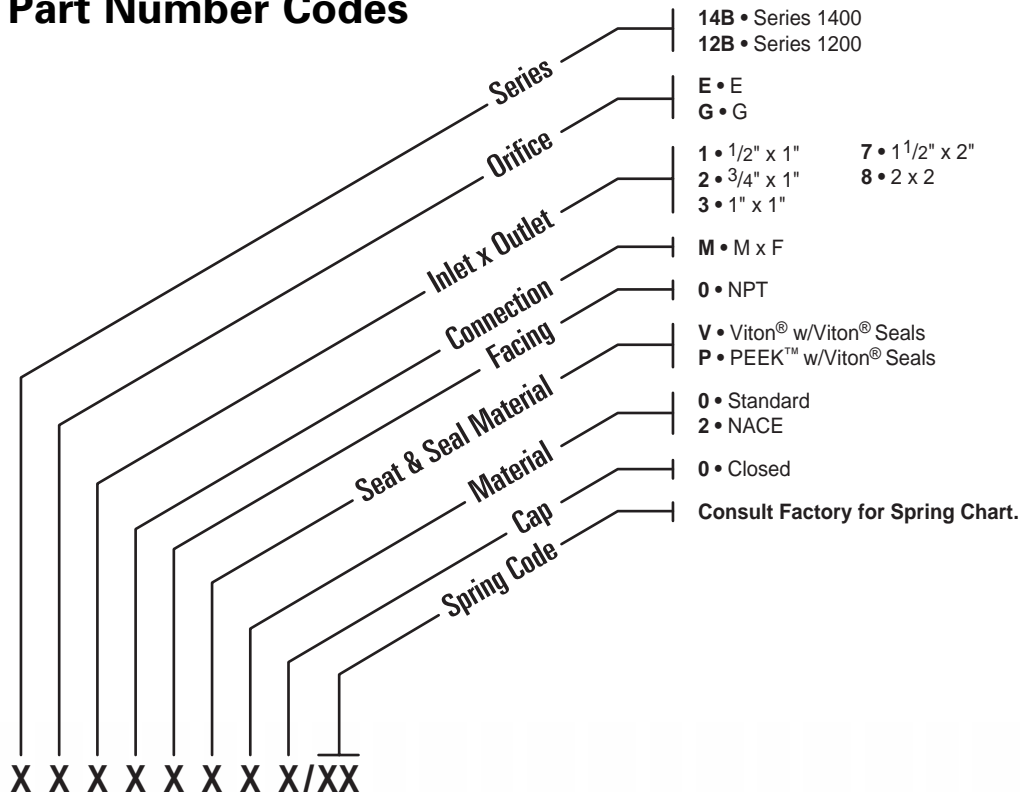 Part Number Codes
14B • Series 1400
12B • Series 1200
Series
E • E
G • G
Orifice
1 • 1/2" x 1"
2 • 3/4" x 1"
3 • 1" x 1"
7 • 1 1/2" x 2"
8 • 2 x 2
Inlet x Outlet
M • M x F
Connection
0 • NPT
Facing
V • Viton® w/Viton® Seals
P • PEEK™ w/Viton® Seals
Seat & Seal Material
0 • Standard
2 • NACE
Material
0 • Closed
Cap
Consult Factory for Spring Chart.
Spring Code
X X X X X X X X/XX